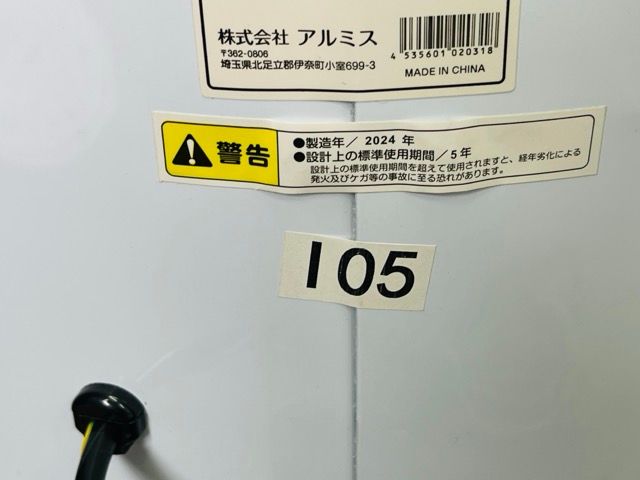 株式会社 アルミス
〒362-0806
埼玉県北足立郡伊奈町小室699-3
4 535601 020318
MADE IN CHINA
警告
●製造年/ 2024 年
●設計上の標準使用期間/5年
設計上の標準使用期間を超えて使用されますと、経年劣化による
発火及びケガ等の事故に至る恐れがあります。
105